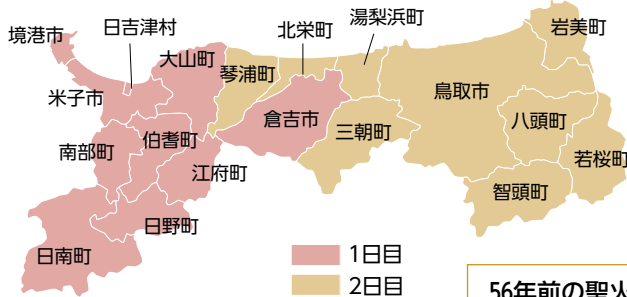 境港市
日吉津村
大山町
米子市
南部町
伯耆町
江府町
日野町
日南町
琴浦町
北栄町
倉吉市
湯梨浜町
三朝町
鳥取市
岩美町
八頭町
若桜町
智頭町
1日目
2日目
56年前の聖火